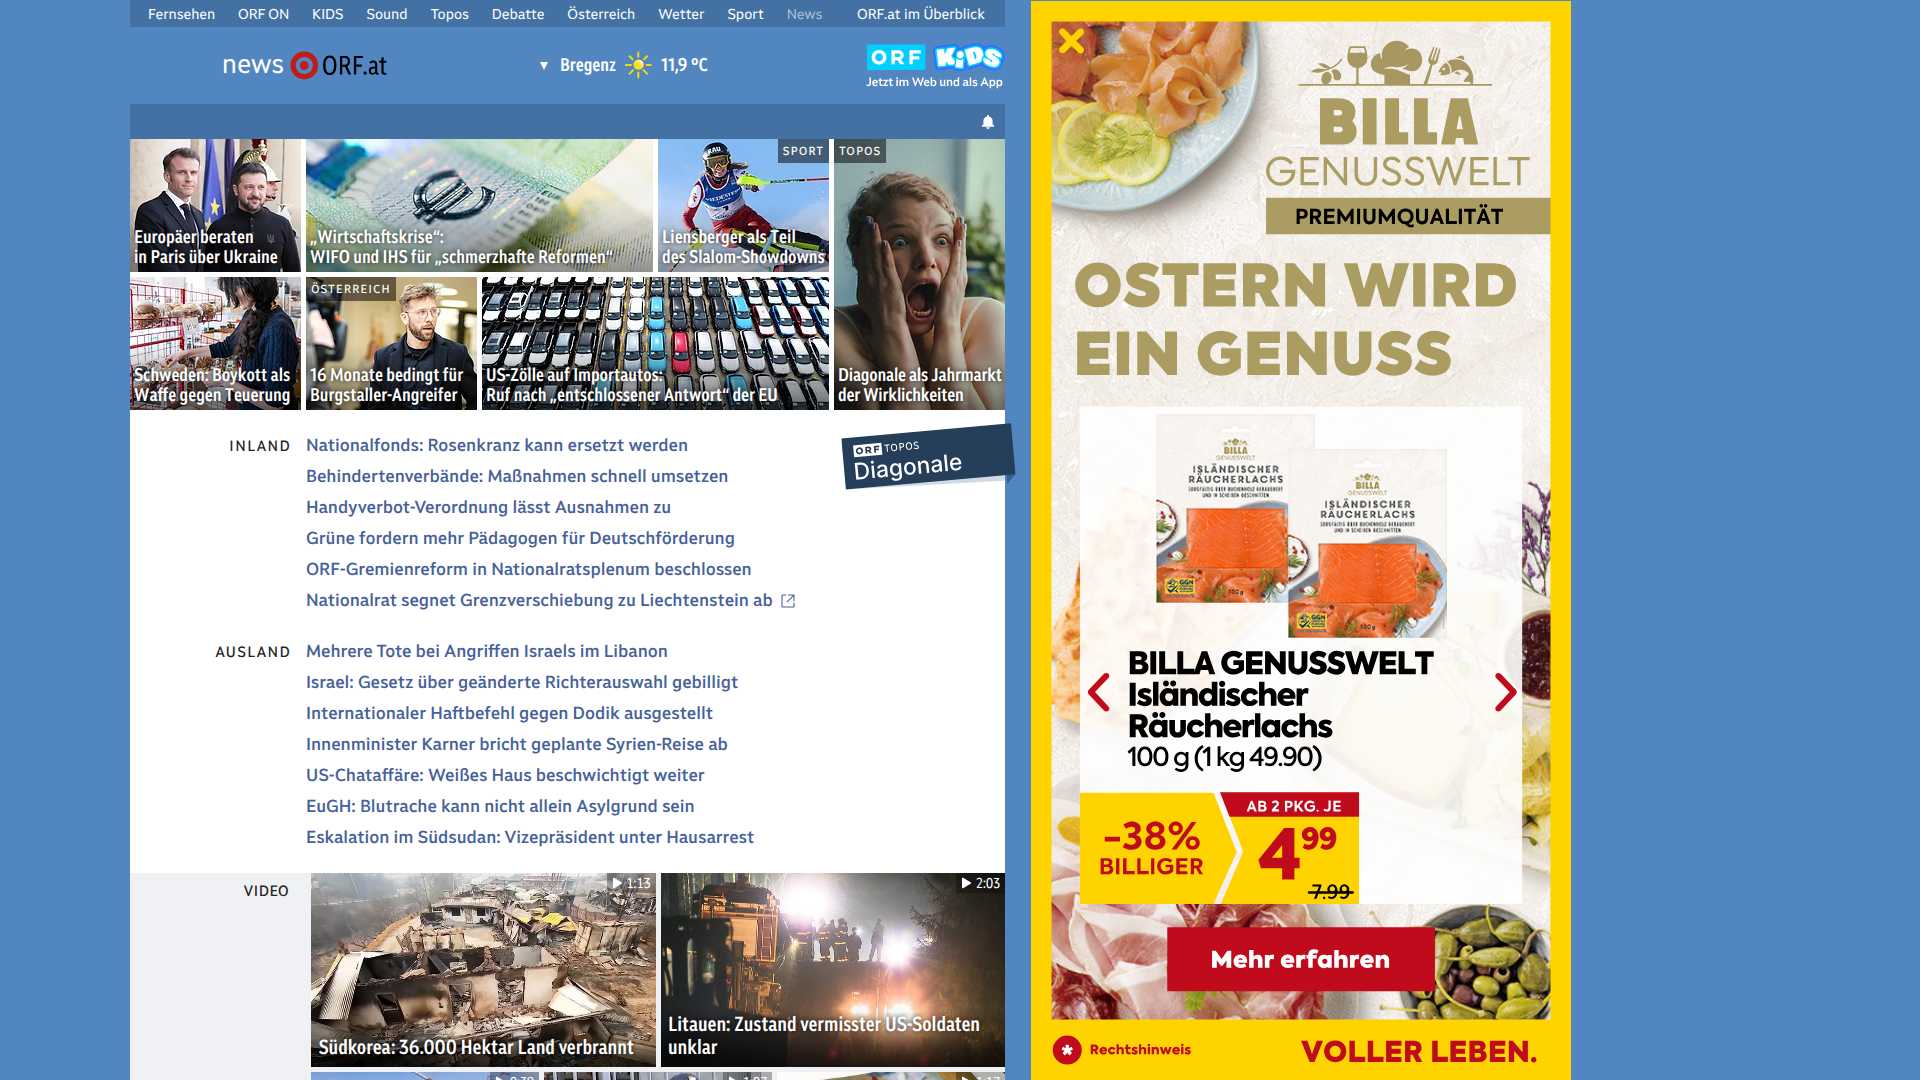 Fernsehen ORF ON KIDS Sound Topos Debatte Österreich Wetter Sport News ORF.at im Überblick
news ORF.at
▼ Bregenz 11,9 °C
ORF KiDS
Jetzt im Web und als App
Europäer beraten
in Paris über Ukraine
„Wirtschaftskrise“:
WIFO und IHS für „schmerzhafte Reformen“
SPORT
Liensberger als Teil
des Slalom-Showdowns
TOPOS
Diagonale als Jahrmarkt
der Wirklichkeiten
Schweden: Boykott als
Waffe gegen Teuerung
ÖSTERREICH
16 Monate bedingt für
Burgstaller-Angreifer
US-Zölle auf Importautos:
Ruf nach „entschlossener Antwort“ der EU
INLAND
Nationalfonds: Rosenkranz kann ersetzt werden
Behindertenverbände: Maßnahmen schnell umsetzen
Handyverbot-Verordnung lässt Ausnahmen zu
Grüne fordern mehr Pädagogen für Deutschförderung
ORF-Gremienreform in Nationalratsplenum beschlossen
Nationalrat segnet Grenzverschiebung zu Liechtenstein ab
ORF TOPOS
Diagonale
AUSLAND
Mehrere Tote bei Angriffen Israels im Libanon
Israel: Gesetz über geänderte Richterauswahl gebilligt
Internationaler Haftbefehl gegen Dodik ausgestellt
Innenminister Karner bricht geplante Syrien-Reise ab
US-Chataffäre: Weißes Haus beschwichtigt weiter
EuGH: Blutrache kann nicht allein Asylgrund sein
Eskalation im Südsudan: Vizepräsident unter Hausarrest
VIDEO
1:13
Südkorea: 36.000 Hektar Land verbrannt
2:03
Litauen: Zustand vermisster US-Soldaten
unklar
BILLA
GENUSSWELT
PREMIUMQUALITÄT
OSTERN WIRD
EIN GENUSS
BILLA
GENUSSWELT
ISLÄNDISCHER
RÄUCHERLACHS
BILLA
GENUSSWELT
ISLÄNDISCHER
RÄUCHERLACHS
BILLA GENUSSWELT
Isländischer
Räucherlachs
100 g (1 kg 49.90)
-38%
BILLIGER
AB 2 PKG. JE
4 99
7.99
Mehr erfahren
* Rechtshinweis
VOLLER LEBEN.